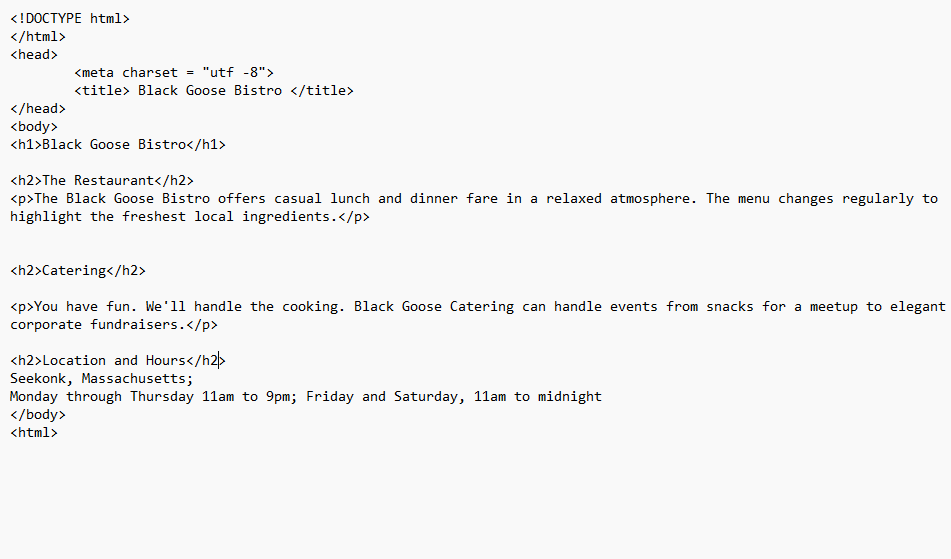 <!DOCTYPE html>
</html>
<head>
	<meta charset = "utf -8">
	<title> Black Goose Bistro </title>
</head>
<body>
<h1>Black Goose Bistro</h1>

<h2>The Restaurant</h2>
<p>The Black Goose Bistro offers casual lunch and dinner fare in a relaxed atmosphere. The menu changes regularly to
highlight the freshest local ingredients.</p>


<h2>Catering</h2>

<p>You have fun. We'll handle the cooking. Black Goose Catering can handle events from snacks for a meetup to elegant
corporate fundraisers.</p>

<h2>Location and Hours</h2>
Seekonk, Massachusetts;
Monday through Thursday 11am to 9pm; Friday and Saturday, 11am to midnight
</body>
<html>